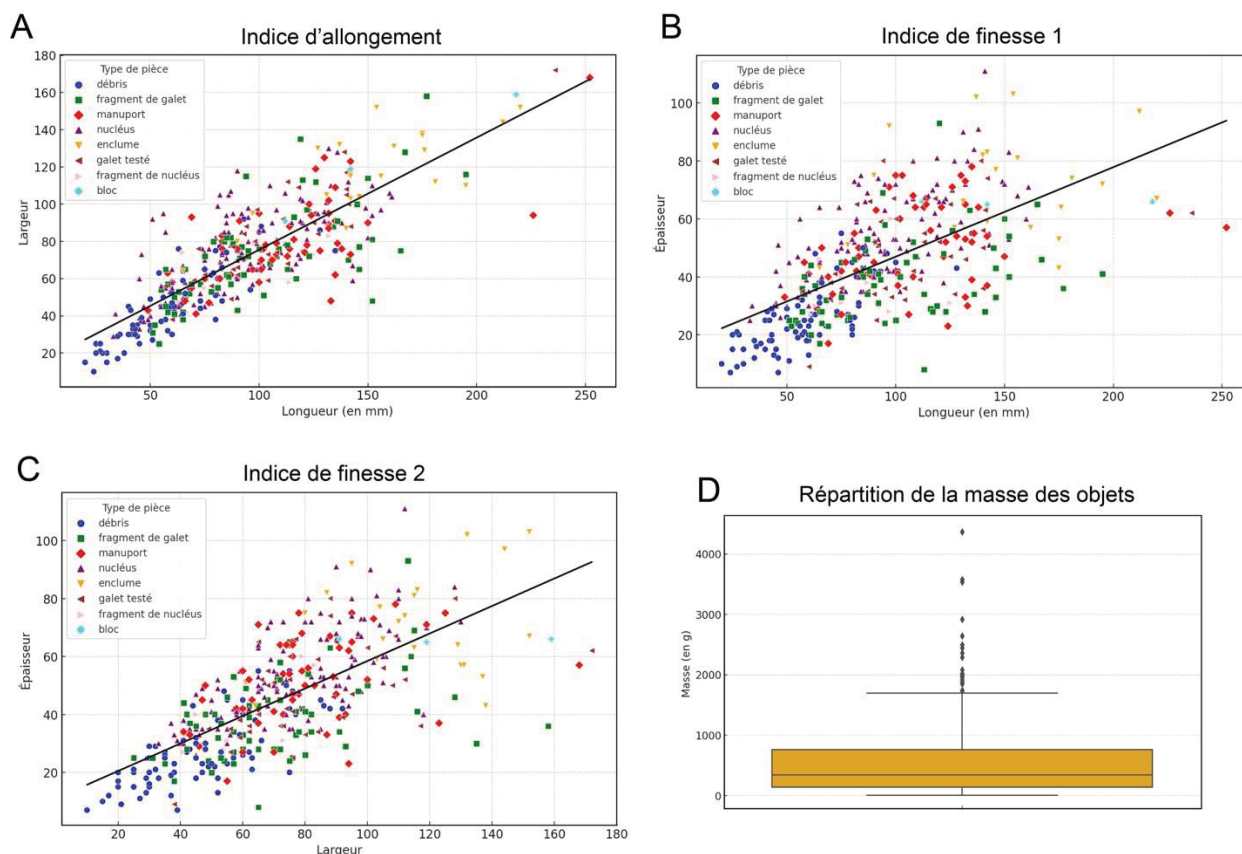 A
Indice d'allongement
180
160
140
120
100
80
60
40
20
Largeur
Type de pièce
débris
fragment de galet
manuport
nucléus
enclume
galet testé
fragment de nucléus
bloc
50
100
150
200
250
Longueur (en mm)
B
Indice de finesse 1
100
80
60
40
20
Épaisseur
Type de pièce
débris
fragment de galet
manuport
nucléus
enclume
galet testé
fragment de nucléus
bloc
50
100
150
200
250
Longueur (en mm)
C
Indice de finesse 2
100
80
60
40
20
Épaisseur
Type de pièce
débris
fragment de galet
manuport
nucléus
enclume
galet testé
fragment de nucléus
bloc
20
40
60
80
100
120
140
160
180
Largeur
D
Répartition de la masse des objets
4000
3000
2000
1000
0
Masse (en g)